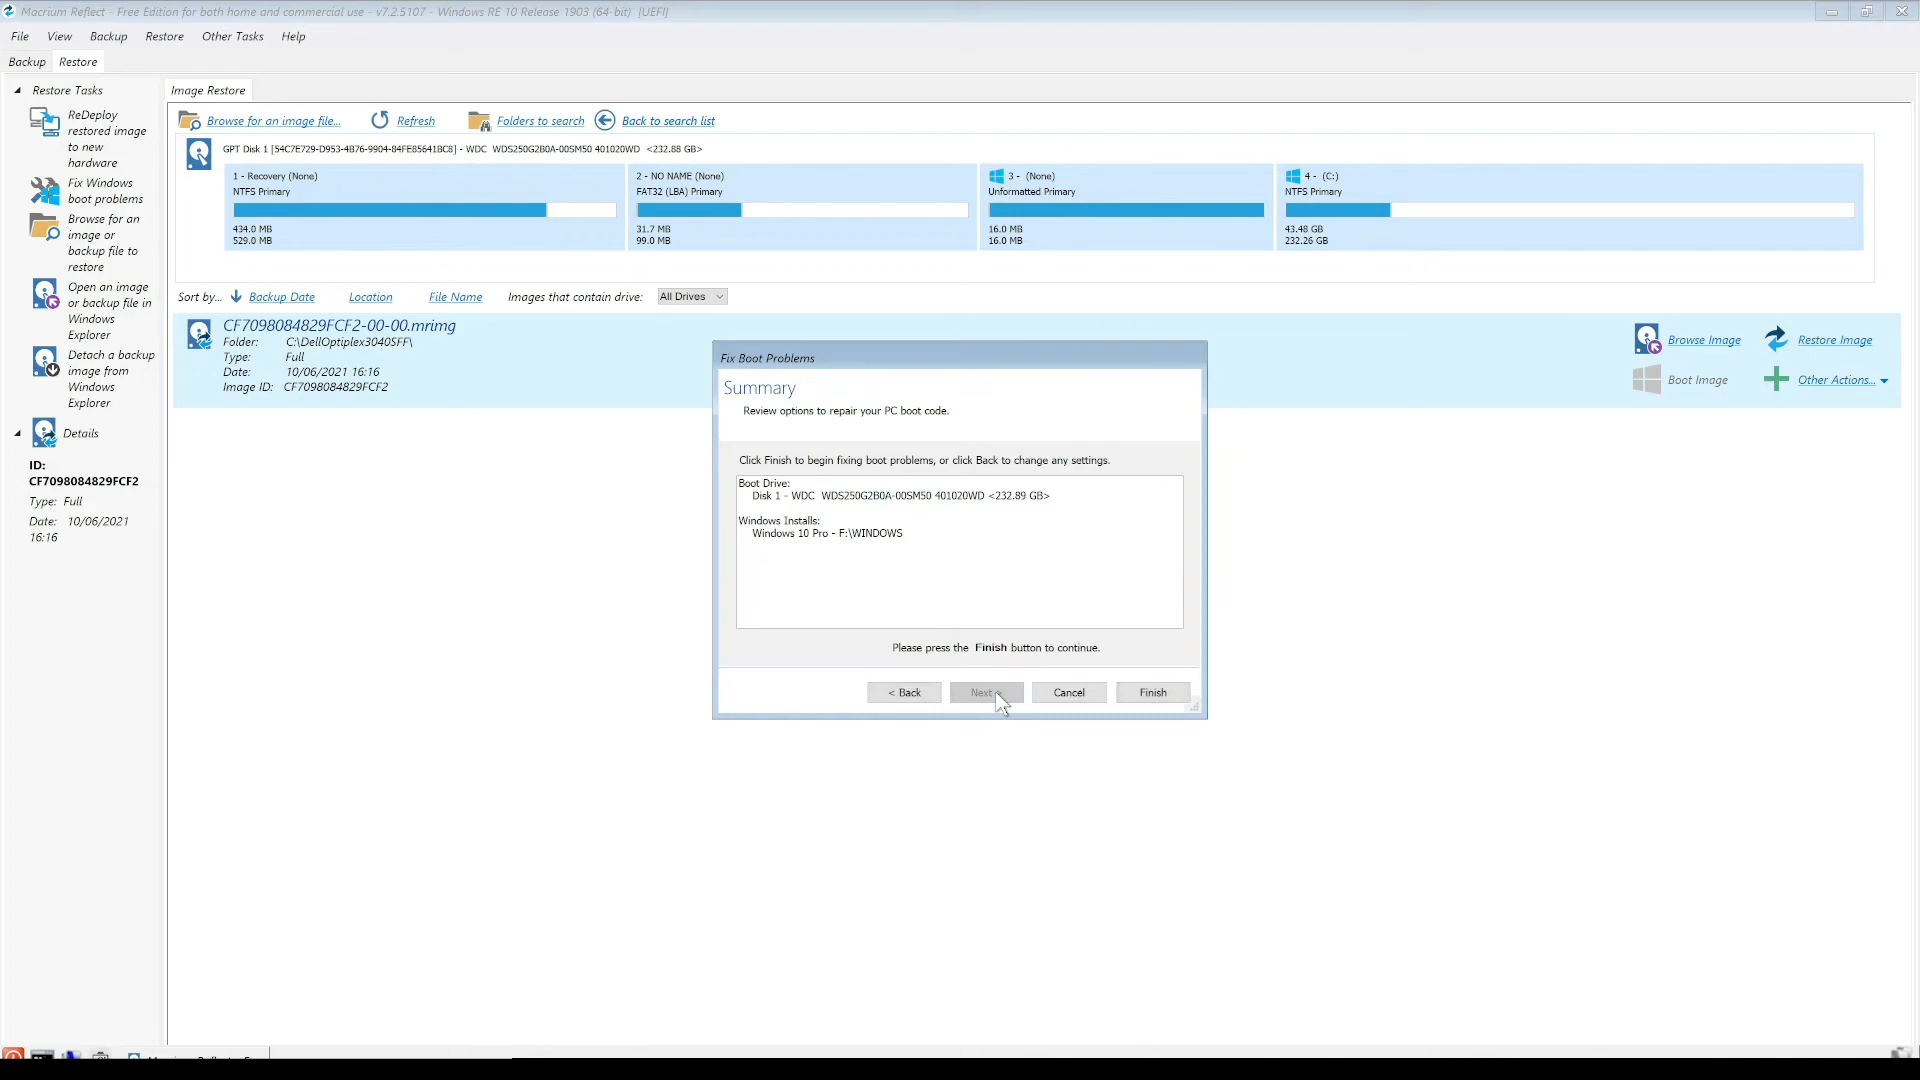 Macrium Reflect - Free Edition for both home and commercial use - v7.2.5107 - Windows RE 10 Release 1903 (64-bit) [UEFI]
File View Backup Restore Other Tasks Help
Backup Restore
Restore Tasks
ReDeploy
restored image
to new
hardware
Fix Windows
boot problems
Browse for an
image or
backup file to
restore
Open an image
or backup file in
Windows
Explorer
Detach a backup
image from
Windows
Explorer
Details
ID:
CF7098084829FCF2
Type: Full
Date: 10/06/2021
16:16
Image Restore
Browse for an image file... Refresh Folders to search Back to search list
GPT Disk 1 [54C7E729-D953-4B76-9904-84FE85641BC8] - WDC WDS250G2B0A-00SM50 401020WD <232.88 GB>
1 - Recovery (None)
NTFS Primary
434.0 MB
529.0 MB
2 - NO NAME (None)
FAT32 (LBA) Primary
31.7 MB
99.0 MB
3 - (None)
Unformatted Primary
16.0 MB
16.0 MB
4 - (C:)
NTFS Primary
43.48 GB
232.26 GB
Sort by... Backup Date Location File Name Images that contain drive: All Drives
CF7098084829FCF2-00-00.mrimg
Folder: C:\DellOptiplex3040SFF\
Type: Full
Date: 10/06/2021 16:16
Image ID: CF7098084829FCF2
Browse Image Restore Image
Boot Image Other Actions...
Fix Boot Problems
Summary
Review options to repair your PC boot code.
Click Finish to begin fixing boot problems, or click Back to change any settings.
Boot Drive:
Disk 1 - WDC WDS250G2B0A-00SM50 401020WD <232.89 GB>
Windows Installs:
Windows 10 Pro - F:\WINDOWS
Please press the Finish button to continue.
< Back Next > Cancel Finish